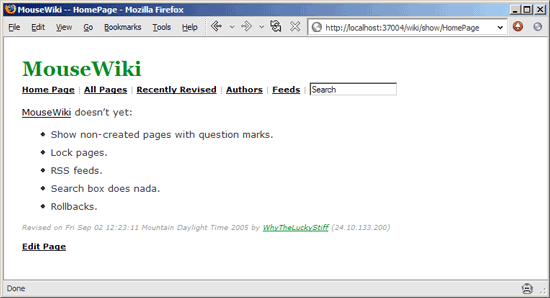 MouseWiki -- HomePage - Mozilla Firefox
File Edit View Go Bookmarks Tools Help http://localhost:37004/wiki/show/HomePage
MouseWiki
Home Page | All Pages | Recently Revised | Authors | Feeds | Search
MouseWiki doesn't yet:
Show non-created pages with question marks.
Lock pages.
RSS feeds.
Search box does nada.
Rollbacks.
Revised on Fri Sep 02 12:23:11 Mountain Daylight Time 2005 by WhyTheLuckyStiff (24.10.133.200)
Edit Page
Done